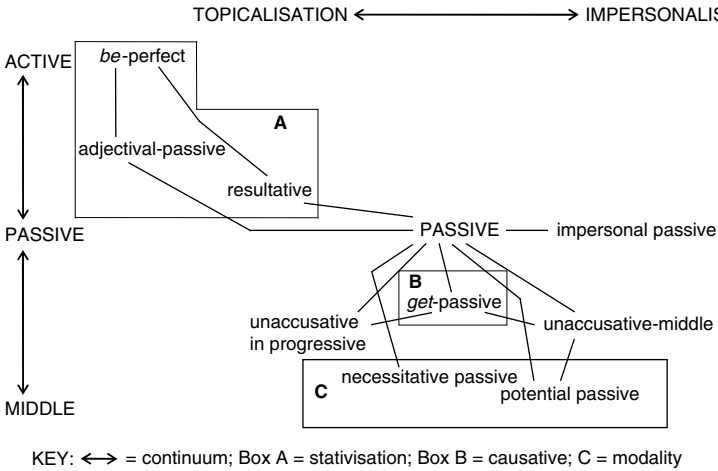 TOPICALISATION IMPERSONALIS
ACTIVE
be-perfect
A
adjectival-passive
resultative
PASSIVE
PASSIVE
impersonal passive
B
get-passive
unaccusative
in progressive
unaccusative-middle
C
necessitative passive
potential passive
MIDDLE
KEY: ↔ = continuum; Box A = stativisation; Box B = causative; C = modality